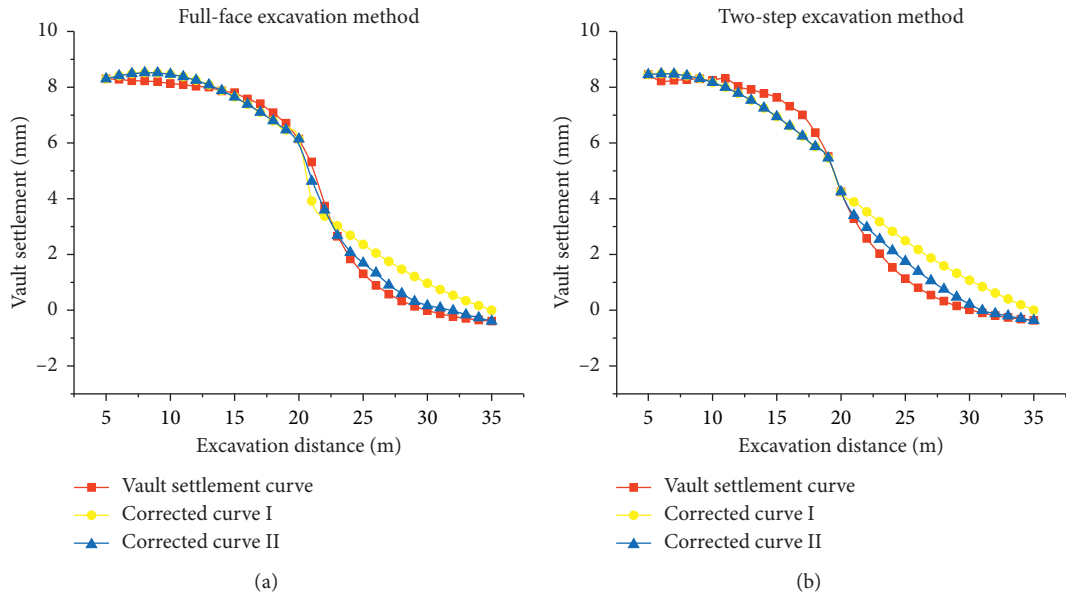 Full-face excavation method
10
8
6
4
2
0
–2
Vault settlement (mm)
5 10 15 20 25 30 35
Excavation distance (m)
Vault settlement curve
Corrected curve I
Corrected curve II
(a)
Two-step excavation method
10
8
6
4
2
0
–2
Vault settlement (mm)
5 10 15 20 25 30 35
Excavation distance (m)
Vault settlement curve
Corrected curve I
Corrected curve II
(b)